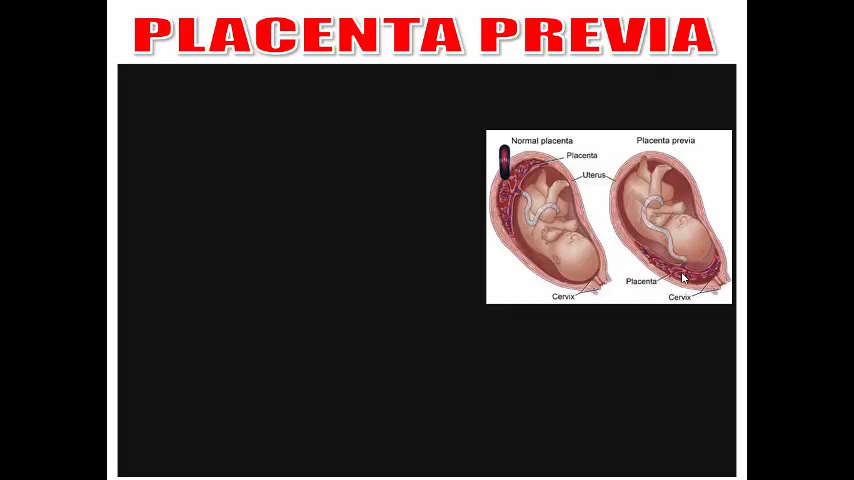 PLACENTA PREVIA
Normal placenta
Placenta previa
Placenta
Uterus
Placenta
Cervix
Cervix